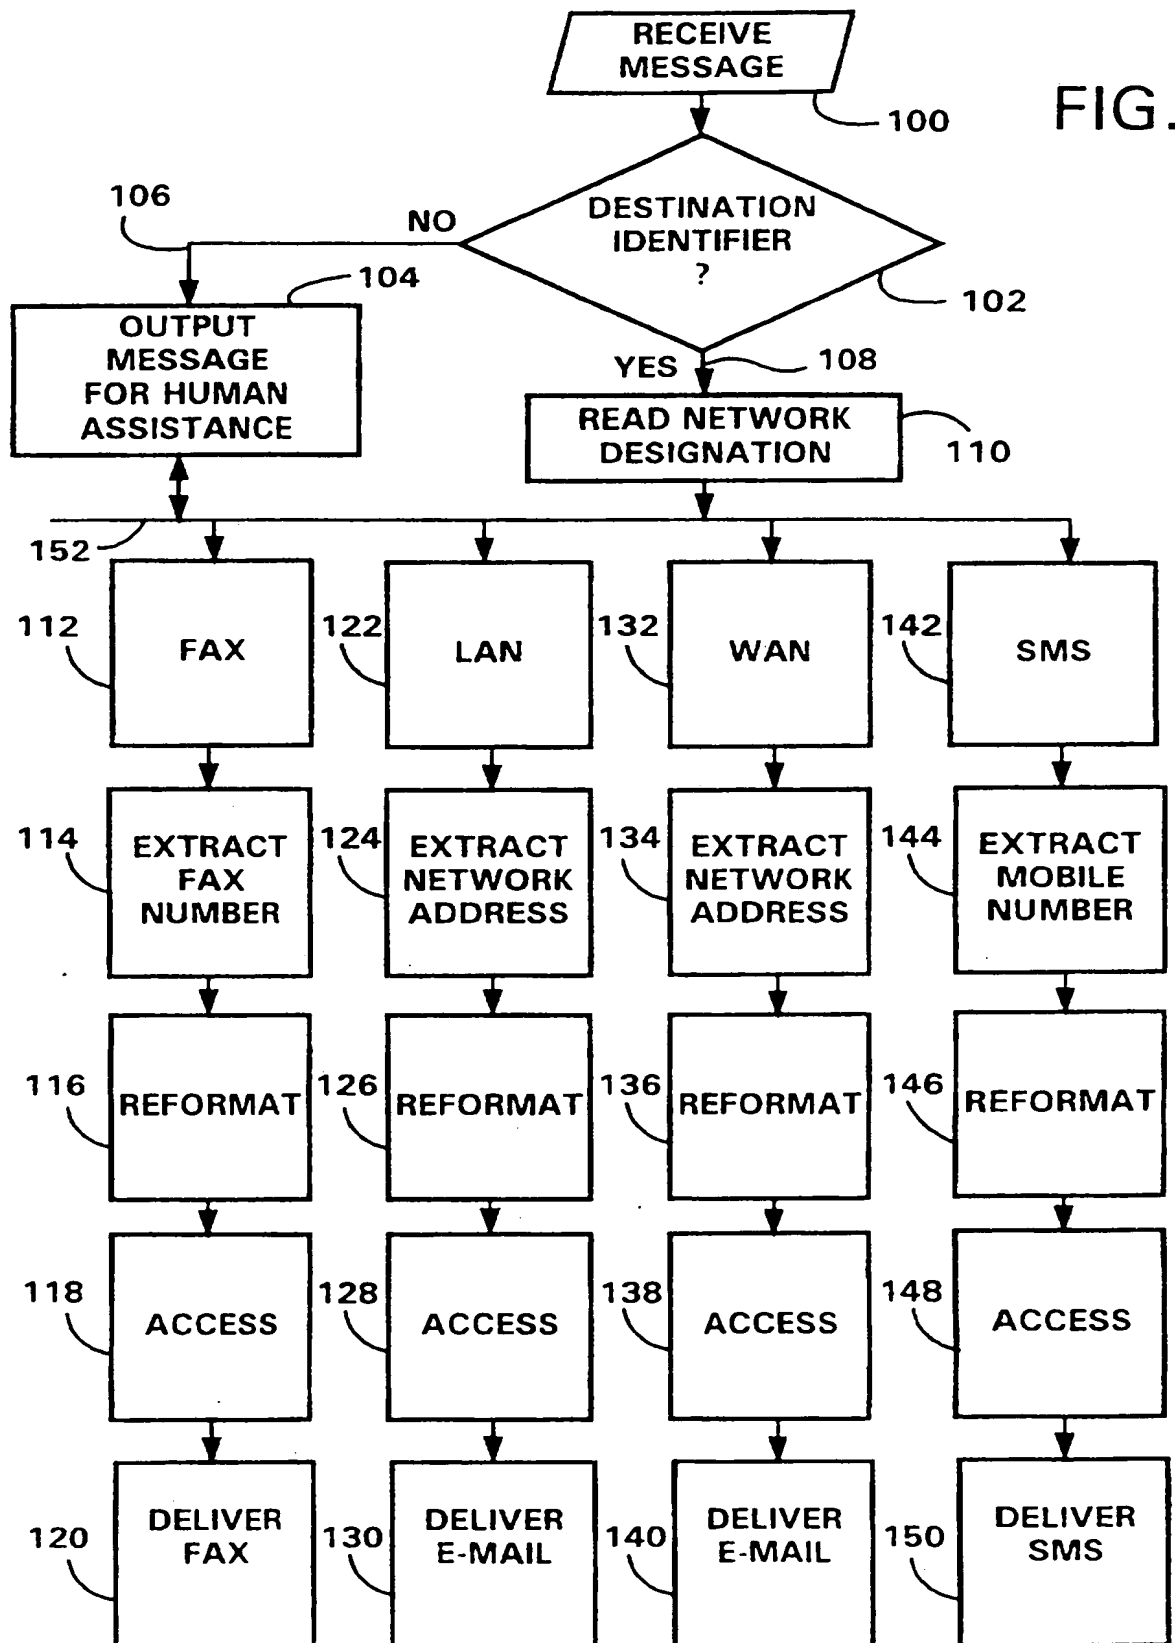 RECEIVE
MESSAGE
100
FIG.
DESTINATION
IDENTIFIER
?
102
NO
106
104
OUTPUT
MESSAGE
FOR HUMAN
ASSISTANCE
YES
108
READ NETWORK
DESIGNATION
110
152
112
FAX
122
LAN
132
WAN
142
SMS
114
EXTRACT
FAX
NUMBER
124
EXTRACT
NETWORK
ADDRESS
134
EXTRACT
NETWORK
ADDRESS
144
EXTRACT
MOBILE
NUMBER
116
REFORMAT
126
REFORMAT
136
REFORMAT
146
REFORMAT
118
ACCESS
128
ACCESS
138
ACCESS
148
ACCESS
120
DELIVER
FAX
130
DELIVER
E-MAIL
140
DELIVER
E-MAIL
150
DELIVER
SMS